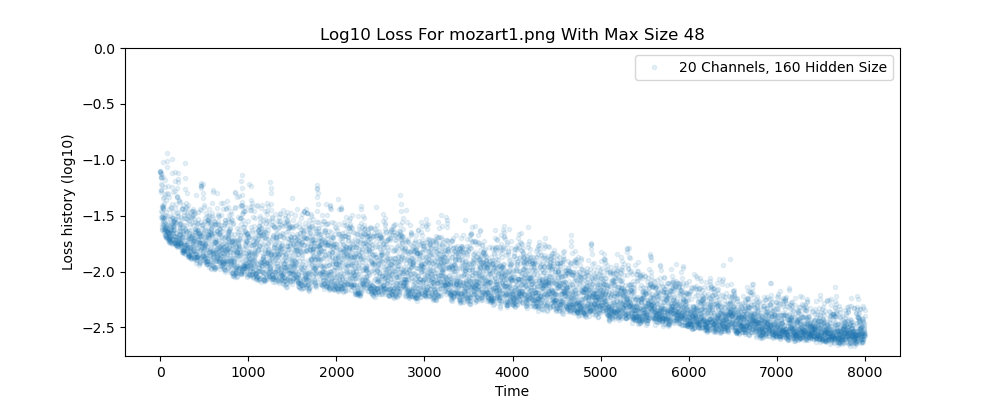 Log10 Loss For mozart1.png With Max Size 48
20 Channels, 160 Hidden Size
Loss history (log10)
0.0
−0.5
−1.0
−1.5
−2.0
−2.5
0 1000 2000 3000 4000 5000 6000 7000 8000
Time